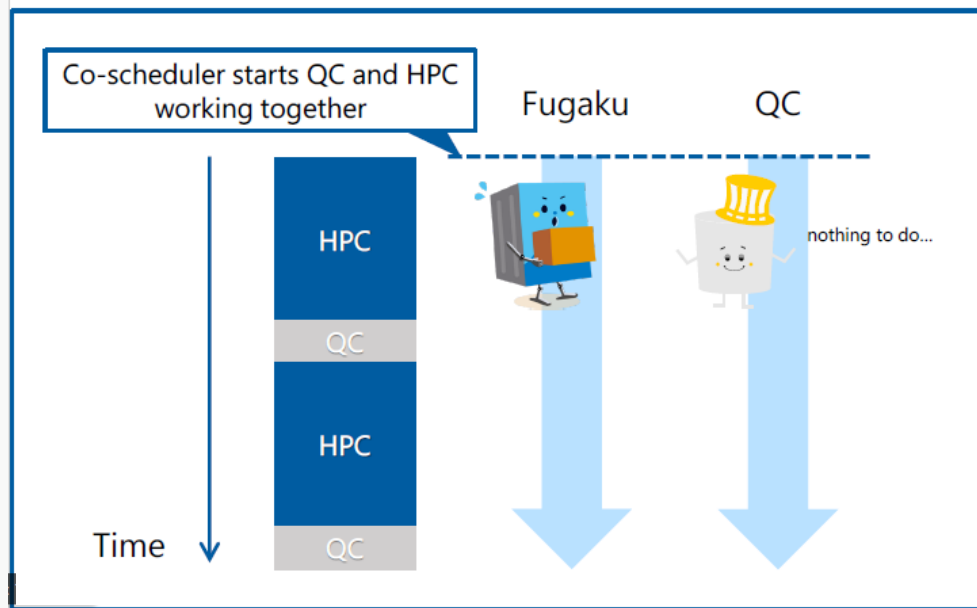 Co-scheduler starts QC and HPC
working together
Fugaku
QC
HPC
nothing to do...
QC
HPC
Time
QC